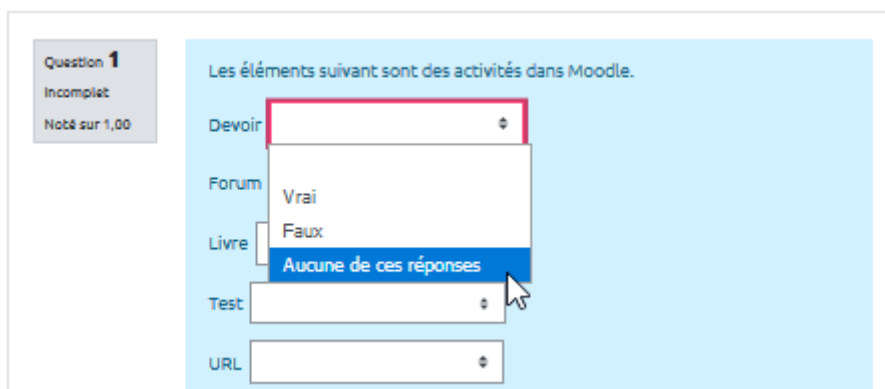 Question 1
Incomplet
Noté sur 1,00
Les éléments suivant sont des activités dans Moodle.
Devoir
Vrai
Faux
Aucune de ces réponses
Forum
Livre
Test
URL